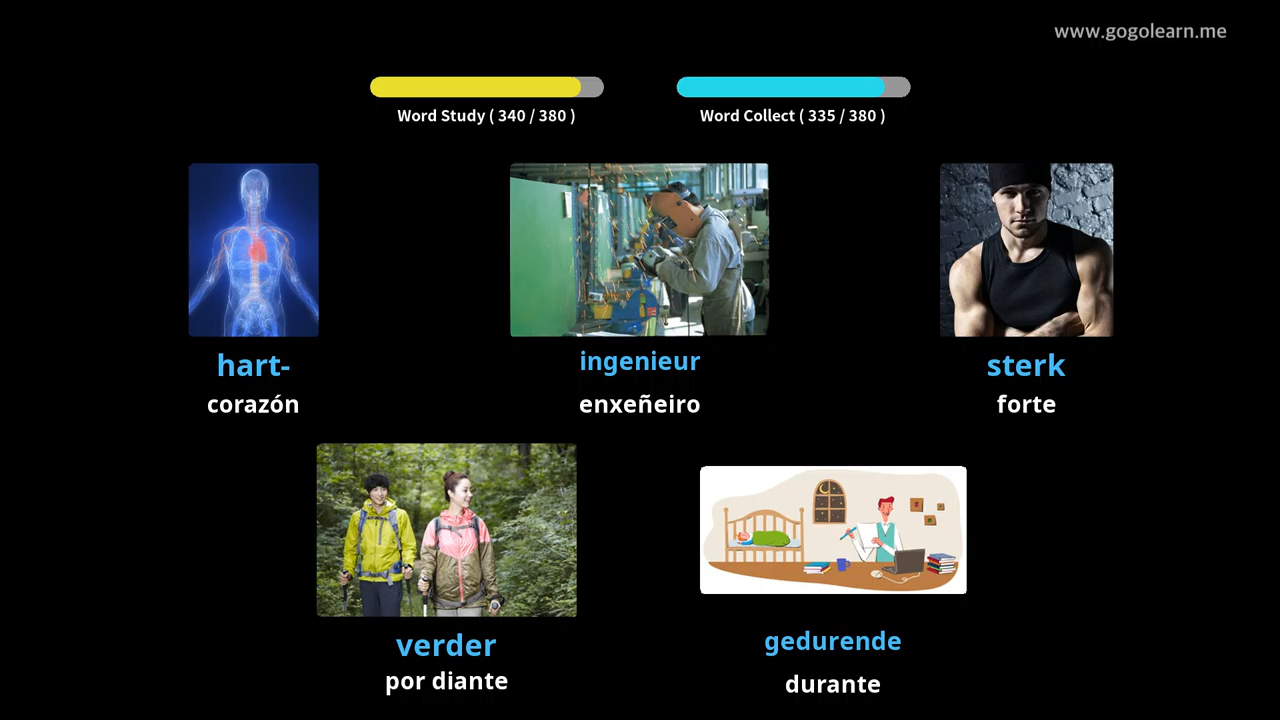 www.gogolearn.me
Word Study ( 340 / 380 )
Word Collect ( 335 / 380 )
hart-
corazón
ingenieur
enxeñeiro
sterk
forte
verder
por diante
gedurende
durante